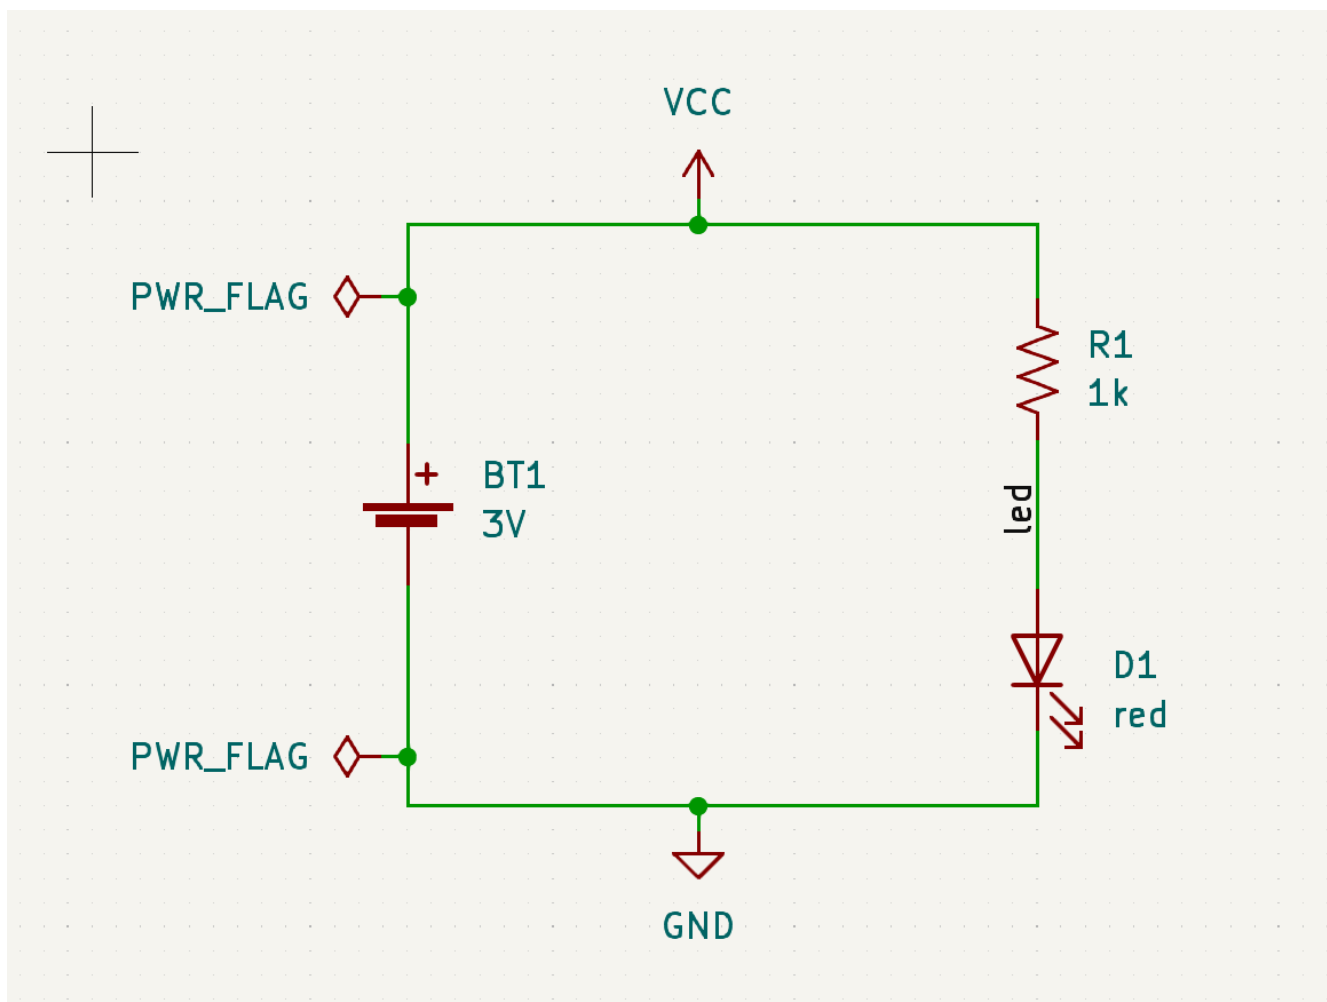 VCC
PWR_FLAG
R1
1k
+
BT1
3V
led
D1
red
PWR_FLAG
GND